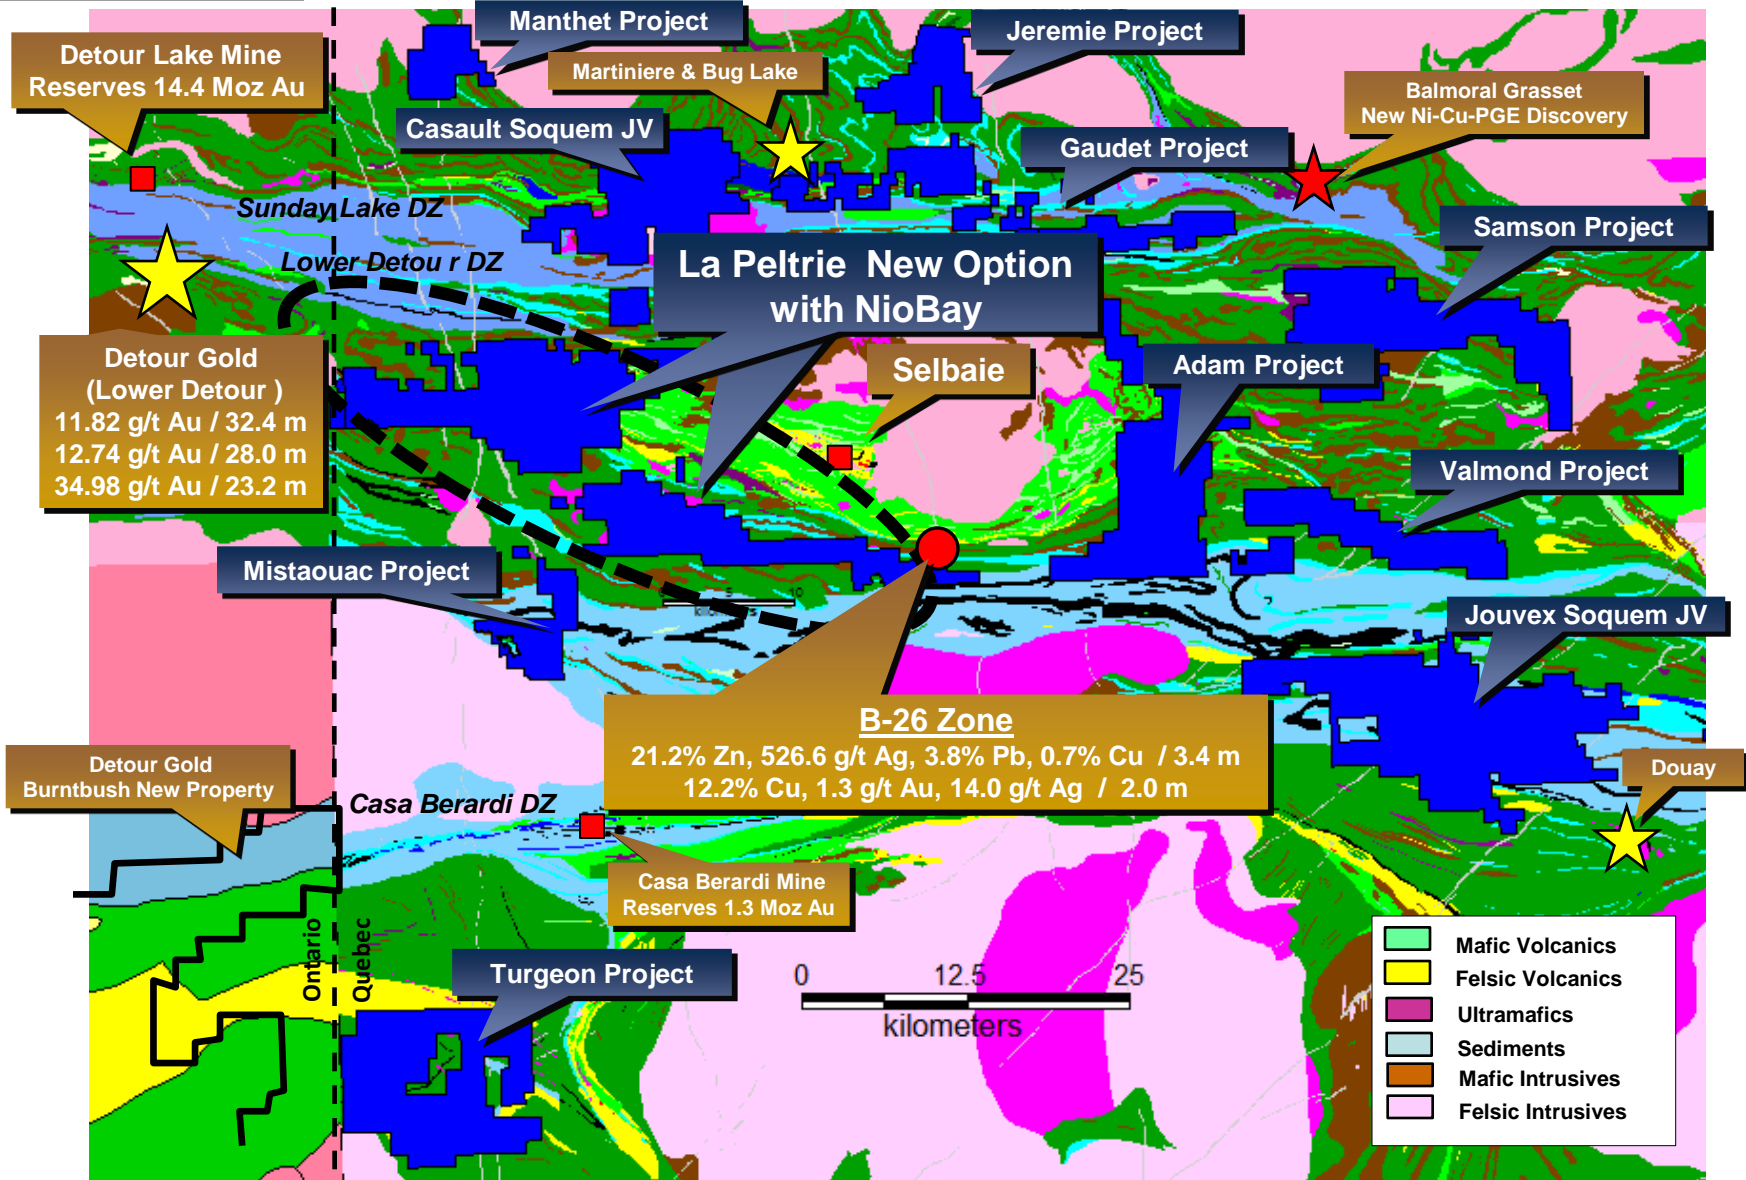 Manthet Project
Jeremie Project
Detour Lake Mine
Reserves 14.4 Moz Au
Martiniere & Bug Lake
Balmoral Grasset
New Ni-Cu-PGE Discovery
Casault Soquem JV
Gaudet Project
Sunday Lake DZ
Samson Project
Lower Detou r DZ
La Peltrie  New Option
with NioBay
Detour Gold
(Lower Detour )
11.82 g/t Au / 32.4 m
12.74 g/t Au / 28.0 m
34.98 g/t Au / 23.2 m
Selbaie
Adam Project
Valmond Project
Mistaouac Project
5 10
kilometers
Jouvex Soquem JV
B-26 Zone
21.2% Zn, 526.6 g/t Ag, 3.8% Pb, 0.7% Cu  / 3.4 m
12.2% Cu, 1.3 g/t Au, 14.0 g/t Ag  /  2.0 m
Detour Gold
Burntbush New Property
Douay
Casa Berardi DZ
Casa Berardi Mine
Reserves 1.3 Moz Au
Ontario
Quebec
Turgeon Project
0 12.5 25
kilometers
Mafic Volcanics
Felsic Volcanics
Ultramafics
Sediments
Mafic Intrusives
Felsic Intrusives